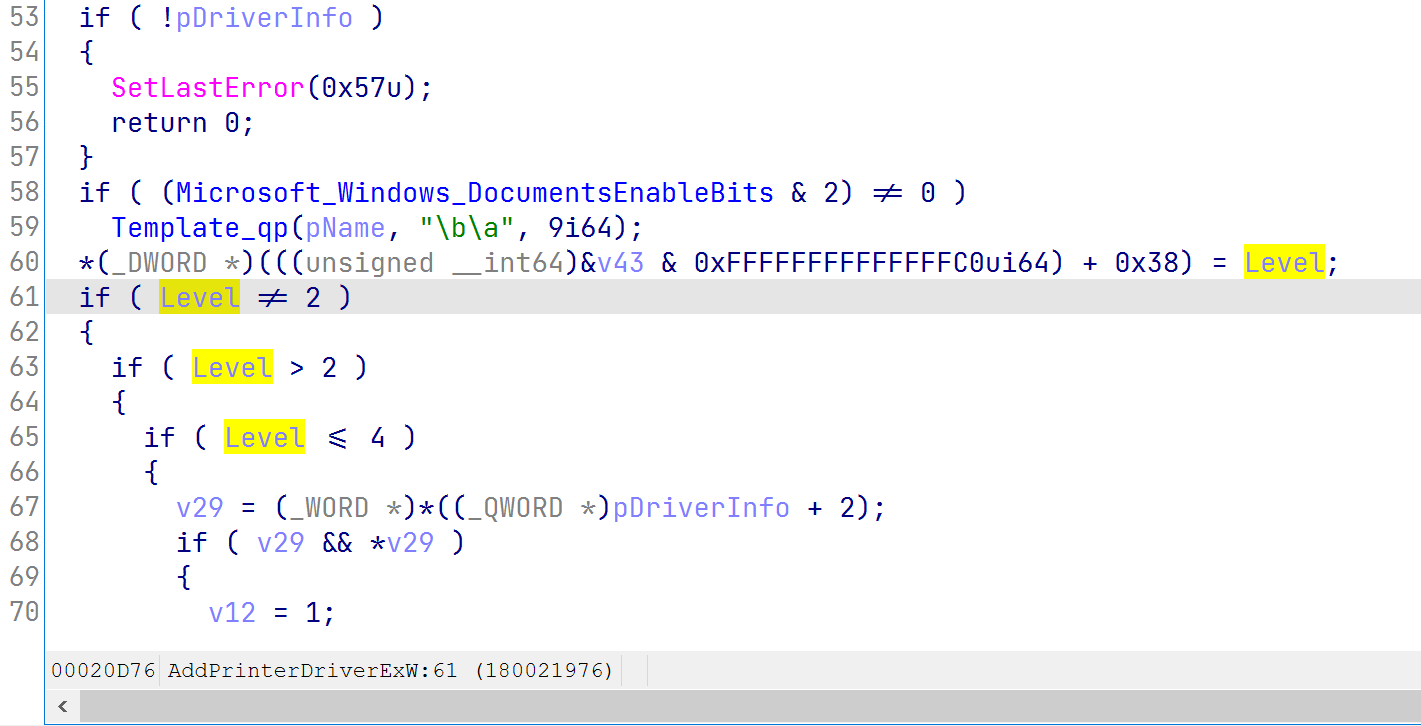 53 if ( !pDriverInfo )
54 {
55 SetLastError(0x57u);
56 return 0;
57 }
58 if ( (Microsoft_Windows_DocumentsEnableBits & 2) ≠ 0 )
59 Template_qp(pName, "\b\a", 9i64);
60 *(_DWORD *)(((unsigned __int64)&v43 & 0xFFFFFFFFFFFFFFC0ui64) + 0x38) = Level;
61 if ( Level ≠ 2 )
62 {
63 if ( Level > 2 )
64 {
65 if ( Level ⩽ 4 )
66 {
67 v29 = (_WORD *)*((_QWORD *)pDriverInfo + 2);
68 if ( v29 && *v29 )
69 {
70 v12 = 1;
00020D76 AddPrinterDriverExW:61 (180021976)